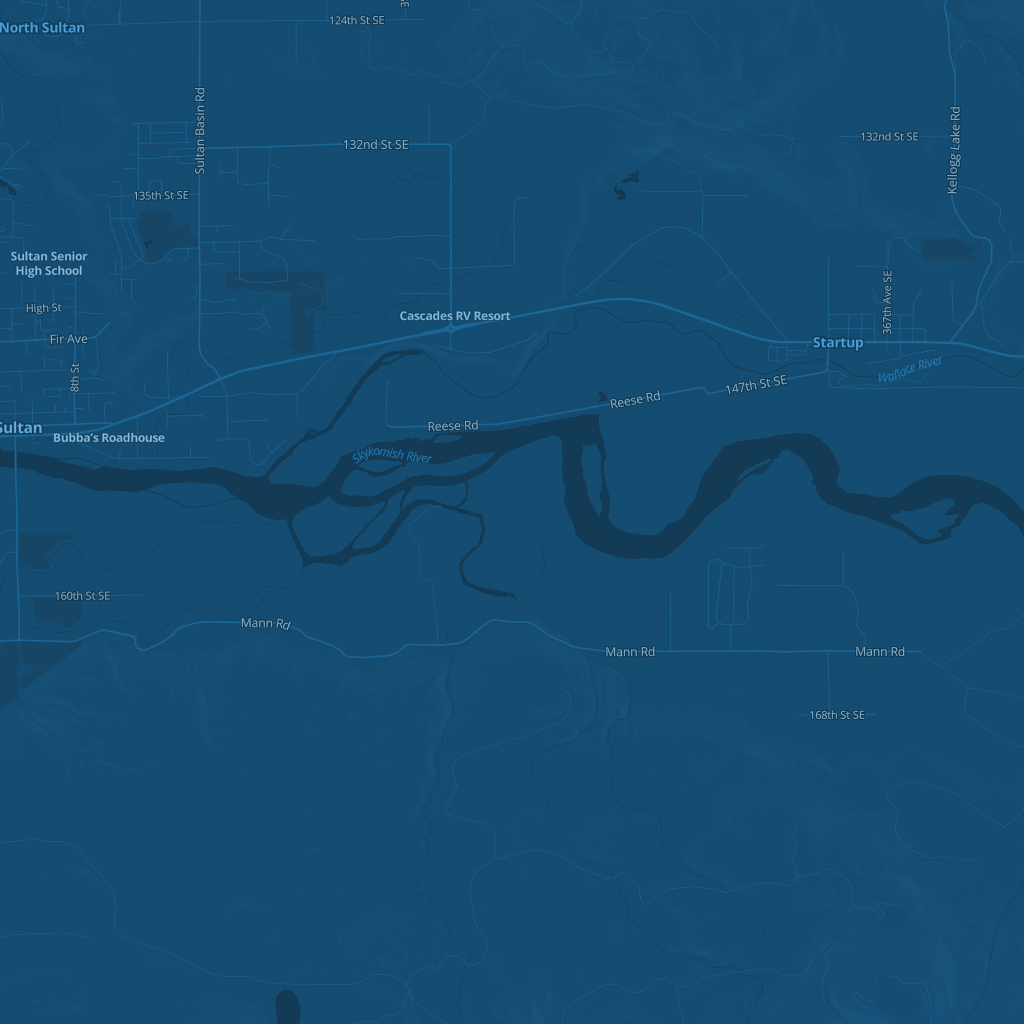 124th St SE
North Sultan
Sultan Basin Rd
132nd St SE
132nd St SE
Kellogg Lake Rd
135th St SE
Sultan Senior
High School
High St
367th Ave SE
Cascades RV Resort
Fir Ave
Startup
8th St
Wallace River
147th St SE
Reese Rd
Sultan
Reese Rd
Bubba's Roadhouse
Skykomish River
160th St SE
Mann Rd
Mann Rd
Mann Rd
168th St SE